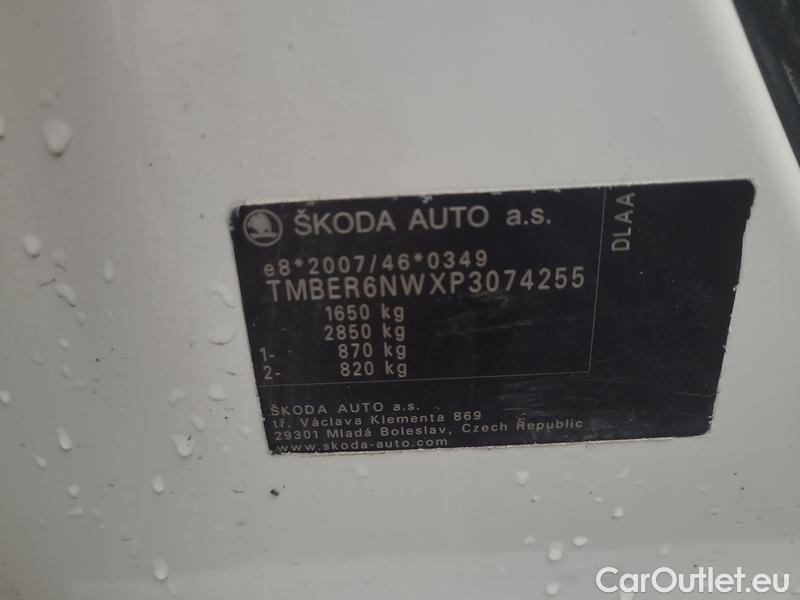 ŠKODA AUTO a.s.
DLAA
e8*2007/46*0349
TMBER6NWXP3074255
1650 kg
2850 kg
1- 870 kg
2- 820 kg
ŠKODA AUTO a.s.
tř. Václava Klementa 869
29301 Mladá Boleslav, Czech Republic
www.skoda-auto.com
CarOutlet.eu